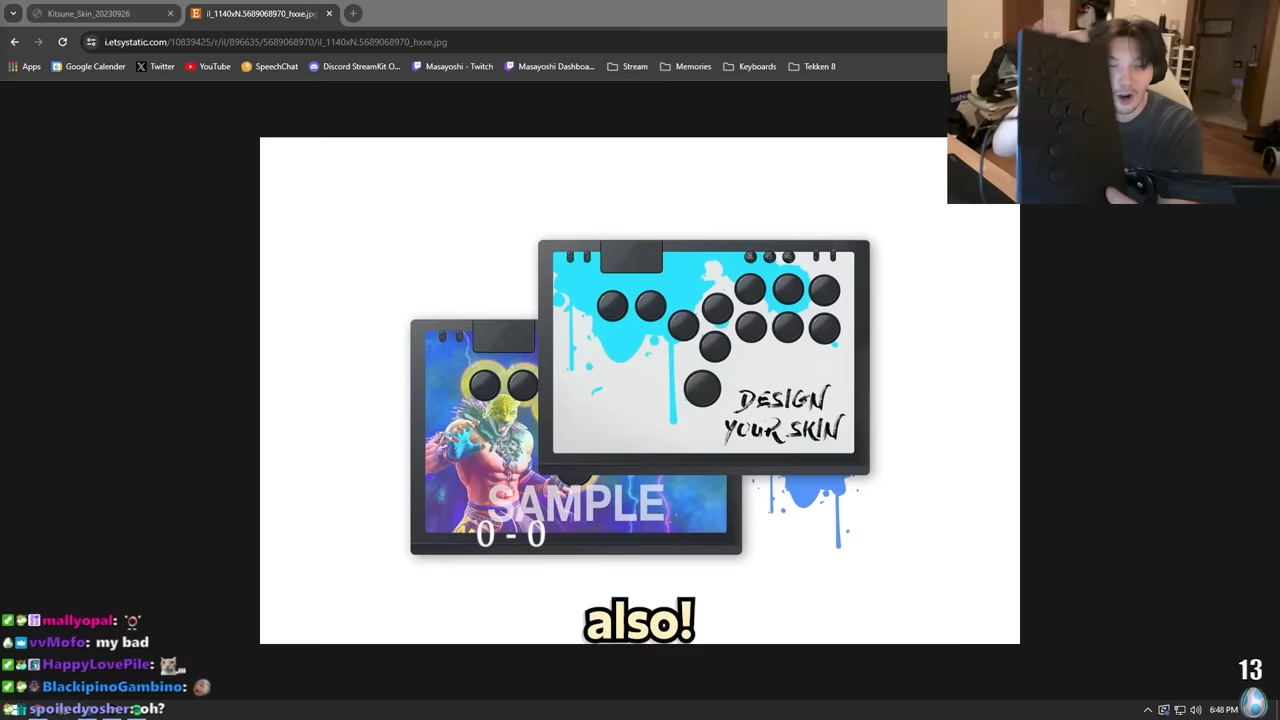 Kitsune_Skin_20230926
il_1140xN.5689068970_hxxe.jpg
i.etsystatic.com/10839425/r/il/896635/5689068970/il_1140xN.5689068970_hxxe.jpg
Apps Google Calender Twitter YouTube SpeechChat Discord StreamKit O... Masayoshi - Twitch Masayoshi Dashboa... Stream Memories Keyboards Tekken 8
DESIGN
YOUR SKIN
SAMPLE
0 - 0
also!
mallyopal:
vvMofo: my bad
HappyLovePile:
BlackipinoGambino:
spoiledyosher: oh?
13
6:48 PM